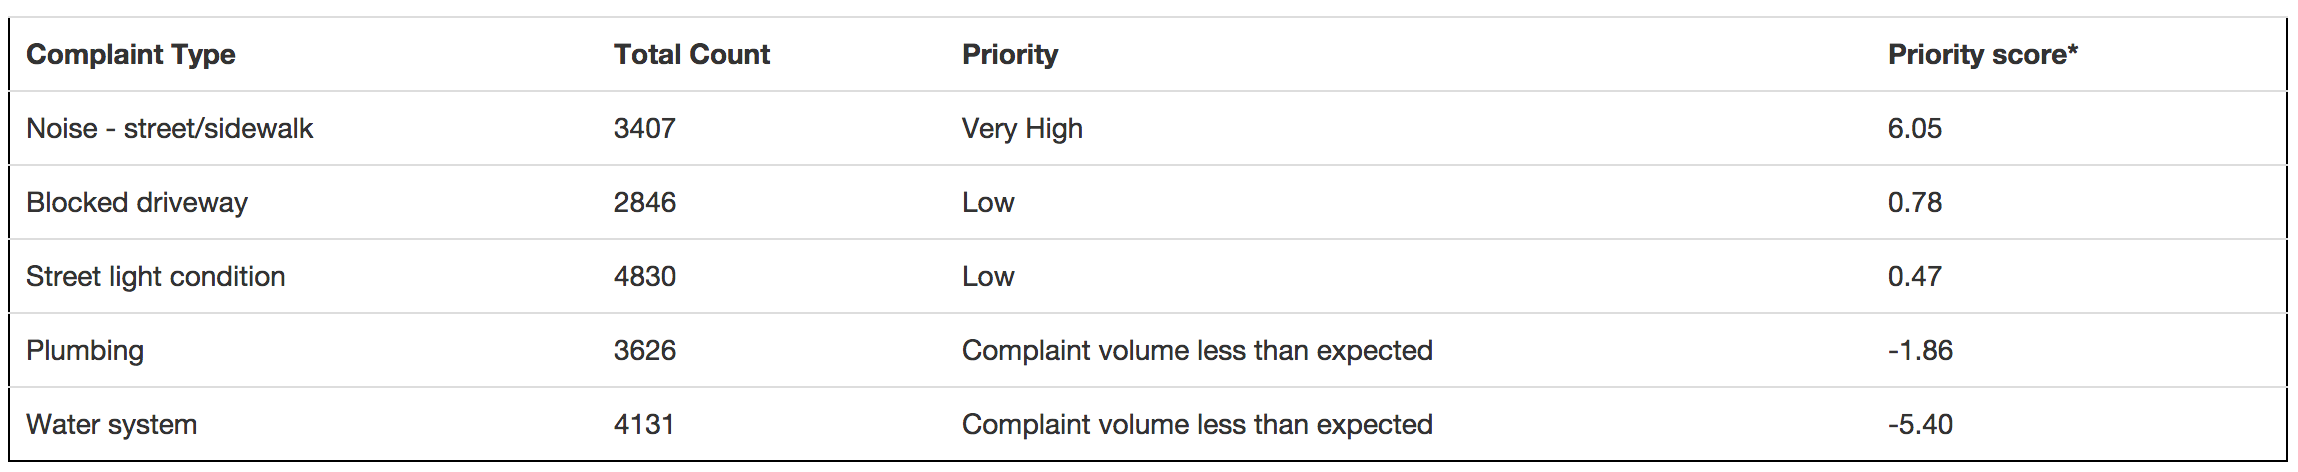 Complaint Type Total Count Priority Priority score*
Noise - street/sidewalk 3407 Very High 6.05
Blocked driveway 2846 Low 0.78
Street light condition 4830 Low 0.47
Plumbing 3626 Complaint volume less than expected -1.86
Water system 4131 Complaint volume less than expected -5.40